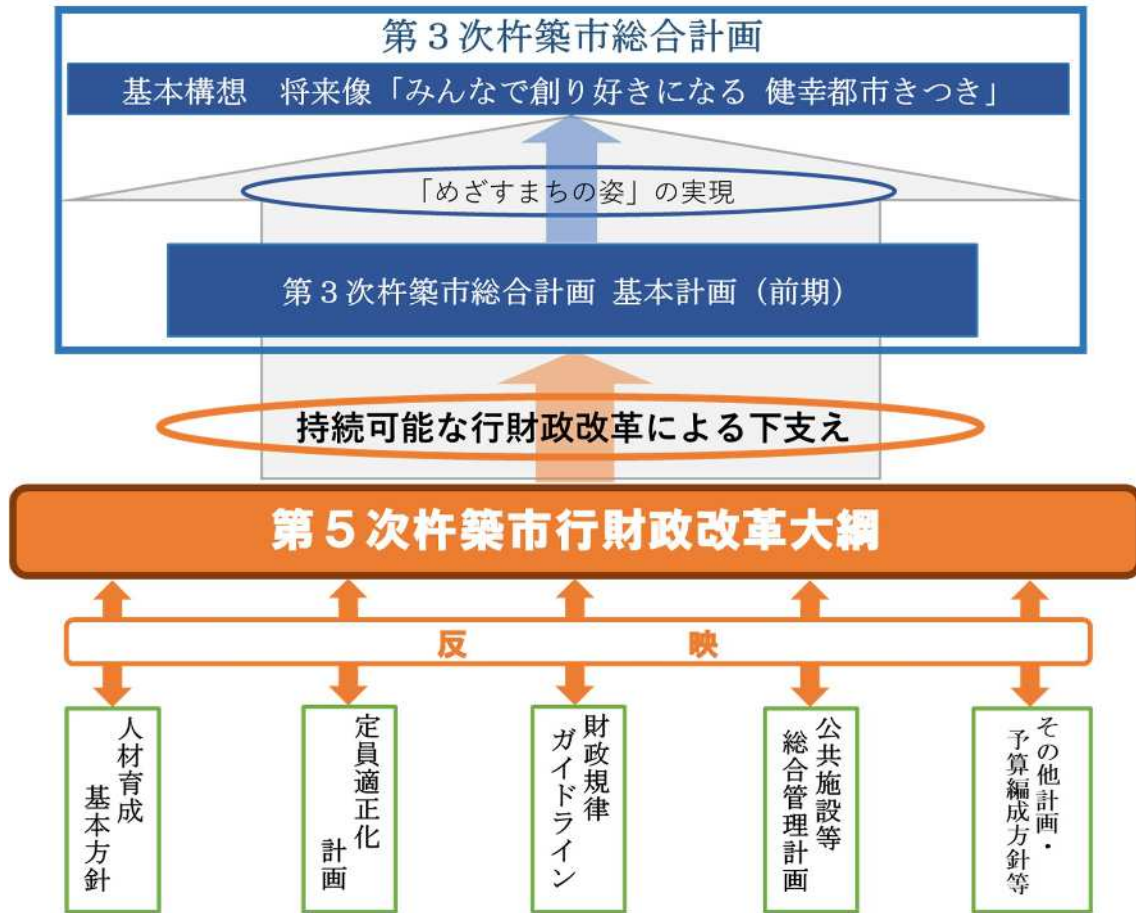 第３次杵築市総合計画
基本構想　将来像「みんなで創り好きになる 健幸都市きつき」
「めざすまちの姿」の実現
第３次杵築市総合計画 基本計画（前期）
持続可能な行財政改革による下支え
第５次杵築市行財政改革大綱
反　映
人材育成
基本方針
定員適正化
計画
財政規律
ガイドライン
公共施設等
総合管理計画
その他計画・
予算編成方針等